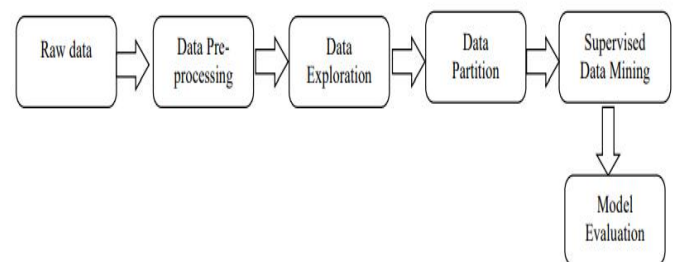 Raw data
Data Pre-
processing
Data
Exploration
Data
Partition
Supervised
Data Mining
Model
Evaluation